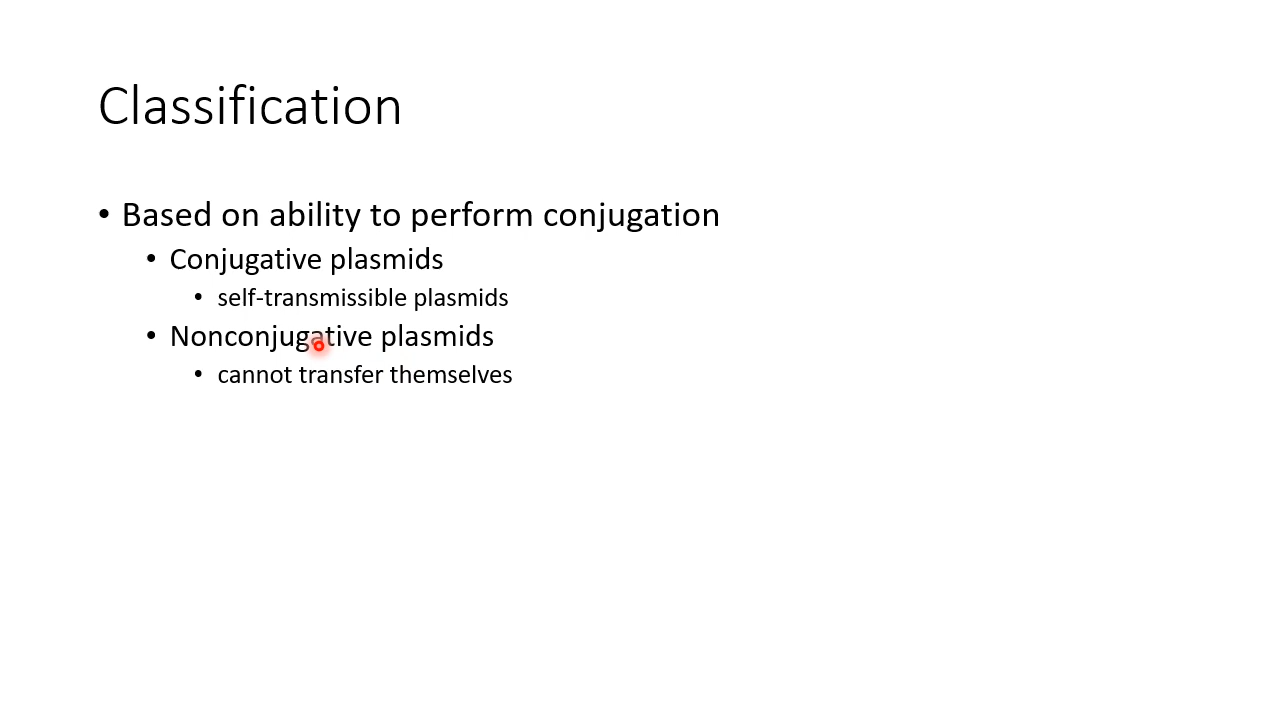 Classification
• Based on ability to perform conjugation
• Conjugative plasmids
• self-transmissible plasmids
• Nonconjugative plasmids
• cannot transfer themselves